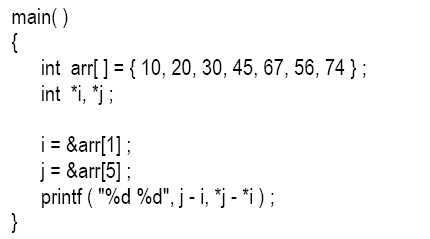 main( )
{
int arr[ ] = { 10, 20, 30, 45, 67, 56, 74 } ;
int *i, *j ;
i = &arr[1] ;
j = &arr[5] ;
printf ( "%d %d", j - i, *j - *i ) ;
}